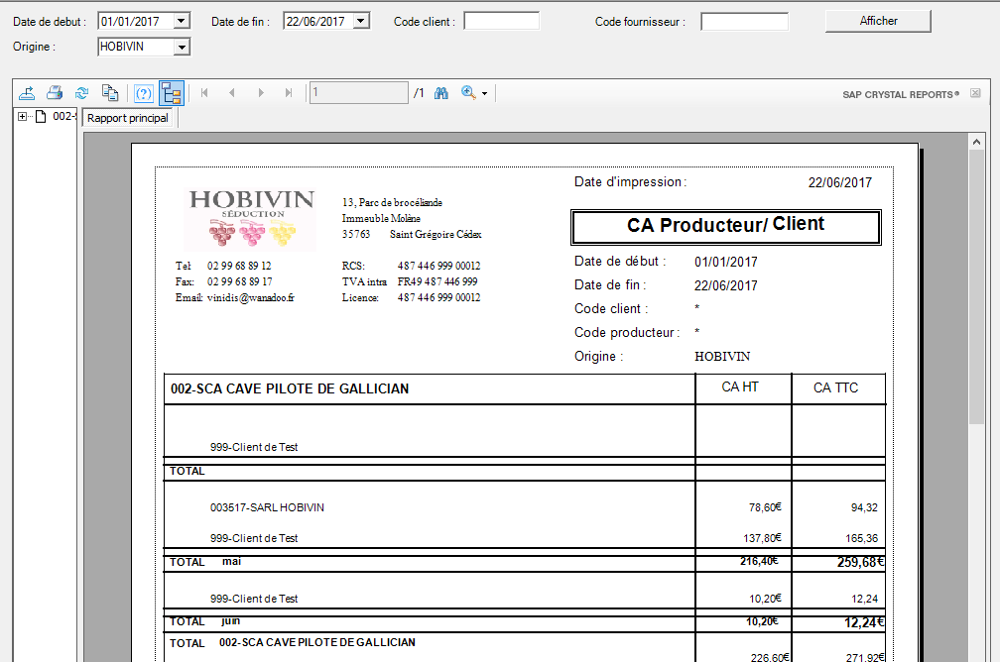 Date de debut : 01/01/2017 Date de fin : 22/06/2017 Code client : Code fournisseur : Afficher
Origine : HOBIVIN
1 /1 SAP CRYSTAL REPORTS®
002-S Rapport principal
Date d'impression : 22/06/2017
HOBIVIN
SÉDUCTION
13, Parc de brocéliande
Immeuble Molène
35763 Saint Grégoire Cédex
CA Producteur/ Client
Tel: 02 99 68 89 12 RCS: 487 446 999 00012
Fax: 02 99 68 89 17 TVA intra FR49 487 446 999
Email: vinidis@wanadoo.fr Licence: 487 446 999 00012
Date de début : 01/01/2017
Date de fin : 22/06/2017
Code client : *
Code producteur : *
Origine : HOBIVIN
002-SCA CAVE PILOTE DE GALLICIAN CA HT CA TTC
999-Client de Test
TOTAL
003517-SARL HOBIVIN 78,60€ 94,32
999-Client de Test 137,80€ 165,36
TOTAL mai 216,40€ 259,68€
999-Client de Test 10,20€ 12,24
TOTAL juin 10,20€ 12,24€
TOTAL 002-SCA CAVE PILOTE DE GALLICIAN
226,60€ 271,92€